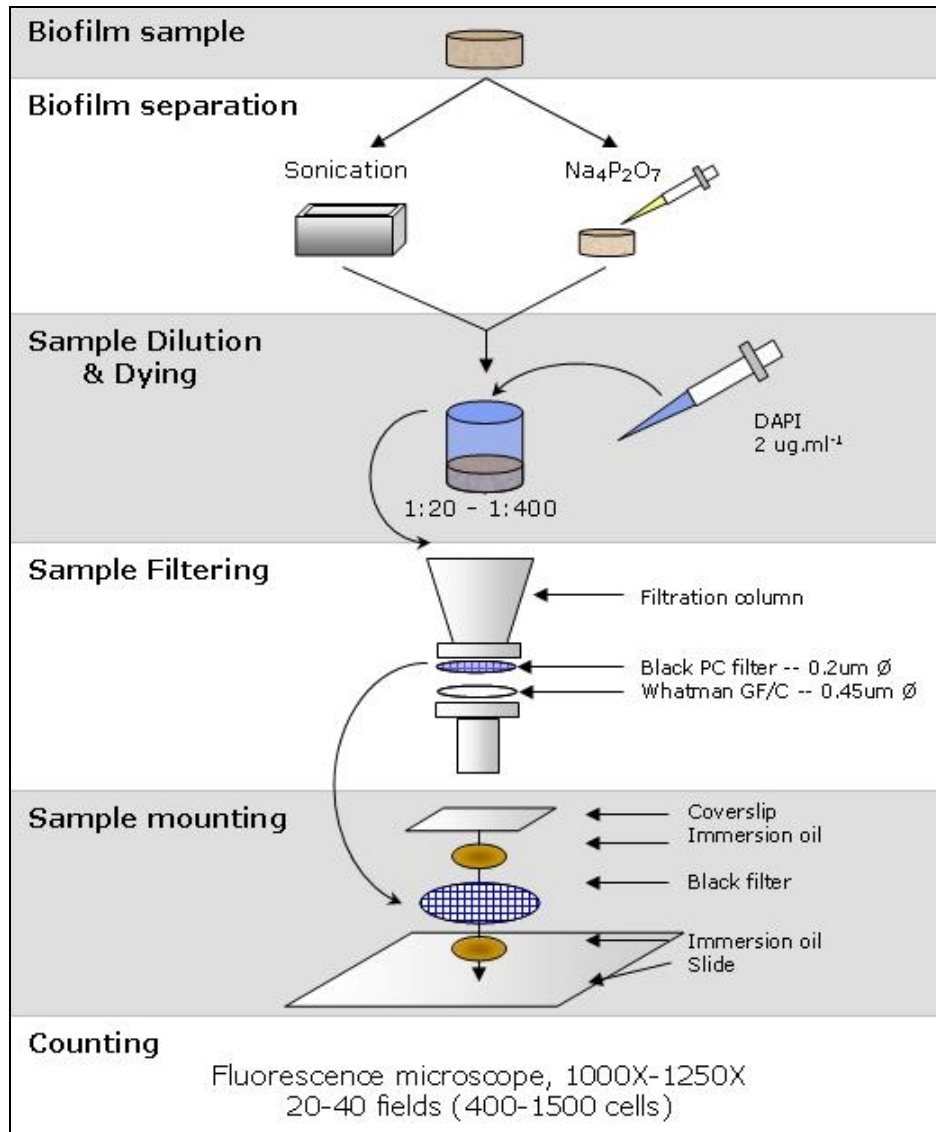 Biofilm sample
Biofilm separation
Sonication
Na₄P₂O₇
Sample Dilution
& Dying
DAPI
2 ug.ml⁻¹
1:20 - 1:400
Sample Filtering
Filtration column
Black PC filter -- 0.2um Ø
Whatman GF/C -- 0.45um Ø
Sample mounting
Coverslip
Immersion oil
Black filter
Immersion oil
Slide
Counting
Fluorescence microscope, 1000X-1250X
20-40 fields (400-1500 cells)